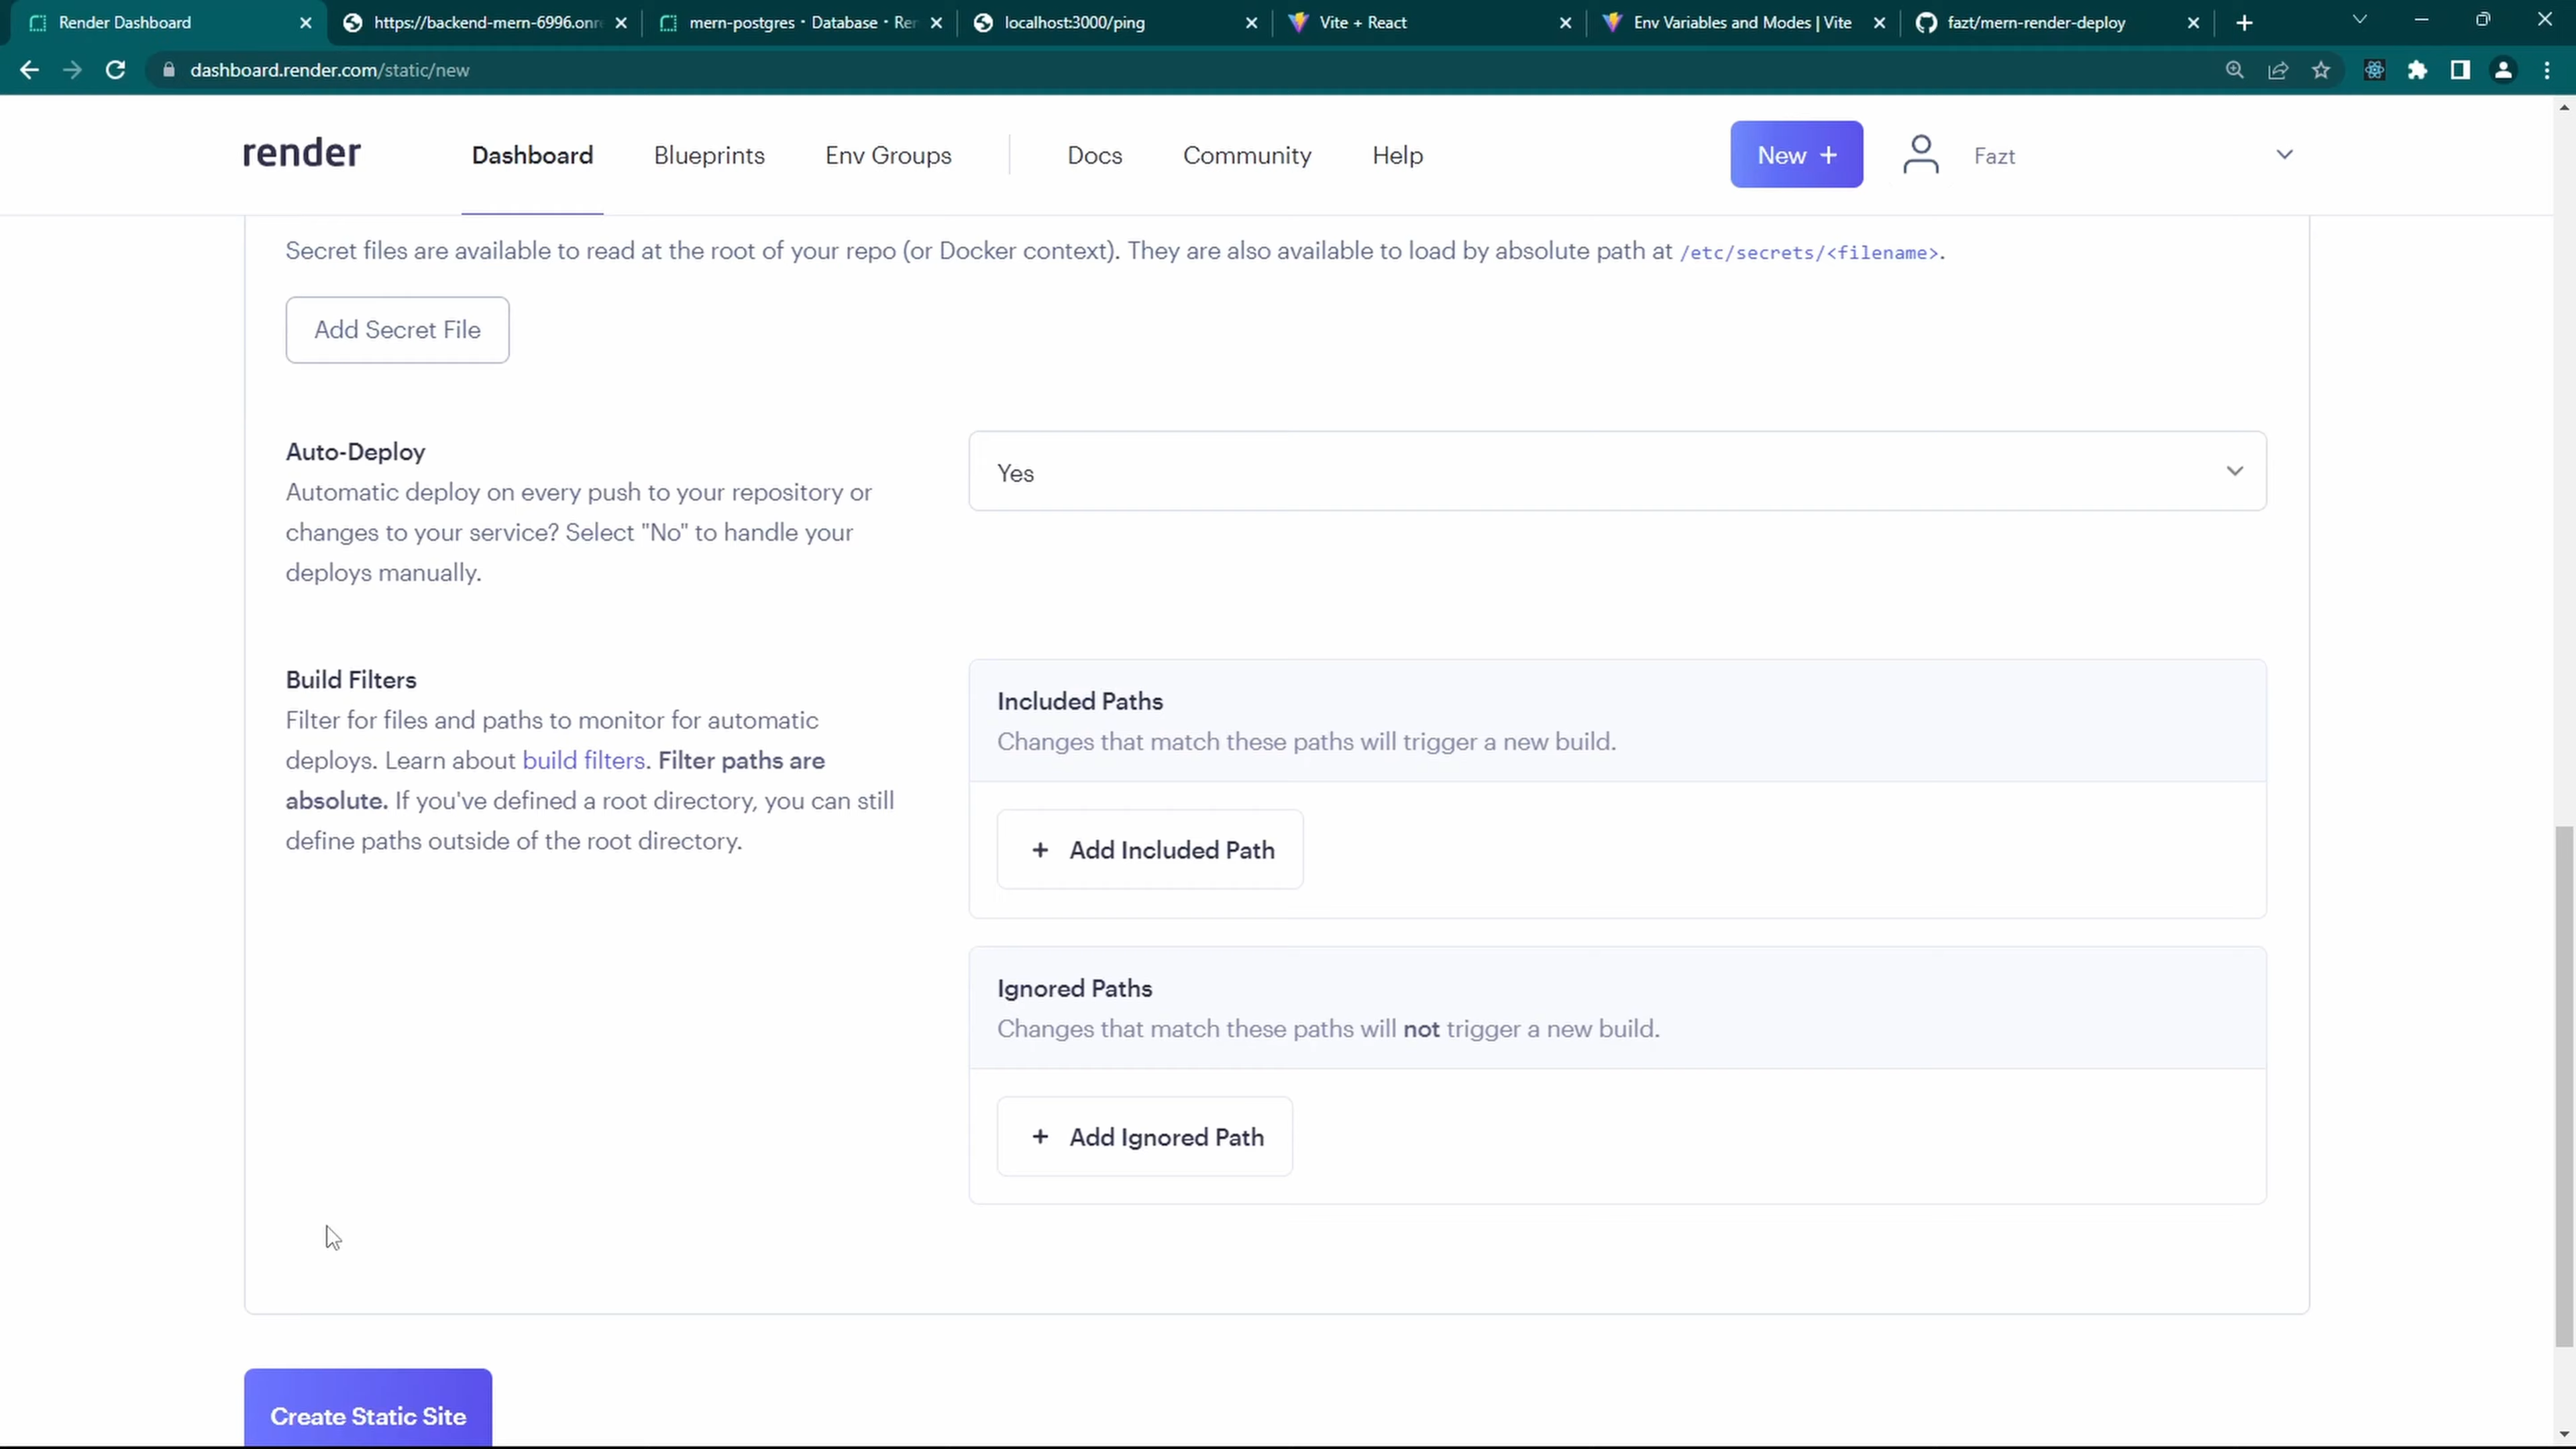 Render Dashboard
https://backend-mern-6996.onr
mern-postgres · Database · Rer
localhost:3000/ping
Vite + React
Env Variables and Modes | Vite
fazt/mern-render-deploy
dashboard.render.com/static/new
render
Dashboard
Blueprints
Env Groups
Docs
Community
Help
New +
Fazt
Secret files are available to read at the root of your repo (or Docker context). They are also available to load by absolute path at /etc/secrets/<filename>.
Add Secret File
Auto-Deploy
Automatic deploy on every push to your repository or
changes to your service? Select "No" to handle your
deploys manually.
Yes
Build Filters
Filter for files and paths to monitor for automatic
deploys. Learn about build filters. Filter paths are
absolute. If you've defined a root directory, you can still
define paths outside of the root directory.
Included Paths
Changes that match these paths will trigger a new build.
+ Add Included Path
Ignored Paths
Changes that match these paths will not trigger a new build.
+ Add Ignored Path
Create Static Site